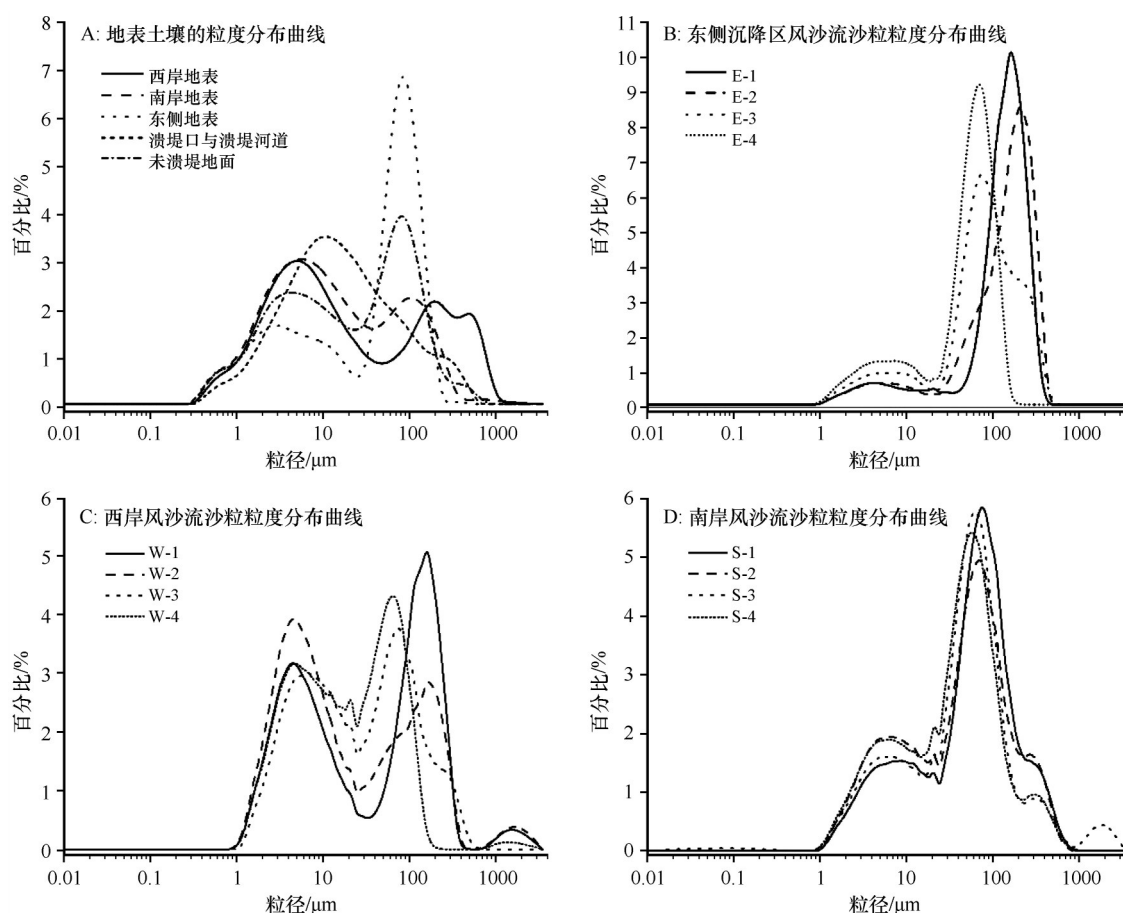 A: 地表土壤的粒度分布曲线
西岸地表
南岸地表
东侧地表
溃堤口与溃堤河道
未溃堤地面
8
7
6
5
4
3
2
1
0
百分比/%
0.01 0.1 1 10 100 1000
粒径/μm
B: 东侧沉降区风沙流沙粒粒度分布曲线
E-1
E-2
E-3
E-4
11
10
9
8
7
6
5
4
3
2
1
0
百分比/%
0.01 0.1 1 10 100 1000
粒径/μm
C: 西岸风沙流沙粒粒度分布曲线
W-1
W-2
W-3
W-4
6
5
4
3
2
1
0
百分比/%
0.01 0.1 1 10 100 1000
粒径/μm
D: 南岸风沙流沙粒粒度分布曲线
S-1
S-2
S-3
S-4
6
5
4
3
2
1
0
百分比/%
0.01 0.1 1 10 100 1000
粒径/μm